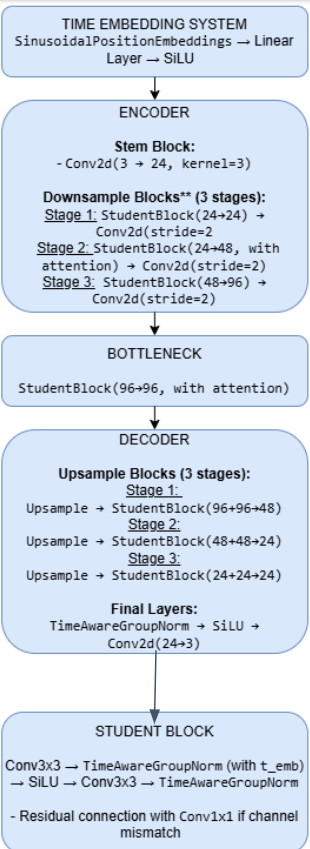 TIME EMBEDDING SYSTEM
SinusoidalPositionEmbeddings → Linear
Layer → SiLU
ENCODER
Stem Block:
- Conv2d(3 → 24, kernel=3)
Downsample Blocks** (3 stages):
Stage 1: StudentBlock(24→24) →
Conv2d(stride=2
Stage 2: StudentBlock(24→48, with
attention) → Conv2d(stride=2)
Stage 3: StudentBlock(48→96) →
Conv2d(stride=2)
BOTTLENECK
StudentBlock(96→96, with attention)
DECODER
Upsample Blocks (3 stages):
Stage 1:
Upsample → StudentBlock(96+96→48)
Stage 2:
Upsample → StudentBlock(48+48→24)
Stage 3:
Upsample → StudentBlock(24+24→24)
Final Layers:
TimeAwareGroupNorm → SiLU →
Conv2d(24→3)
STUDENT BLOCK
Conv3x3 → TimeAwareGroupNorm (with t_emb)
→ SiLU → Conv3x3 → TimeAwareGroupNorm
- Residual connection with Conv1x1 if channel
mismatch